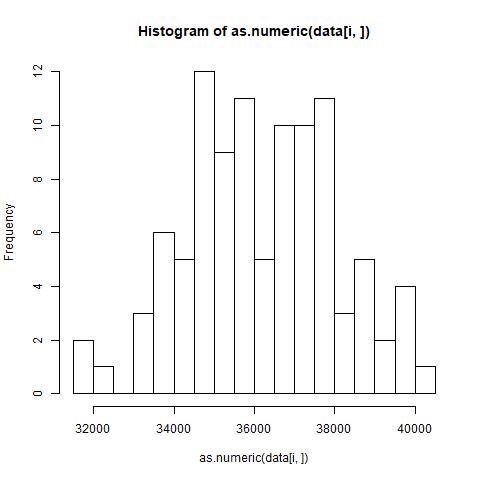 Histogram of as.numeric(data[i, ])
Frequency
12
10
8
6
4
2
0
32000 34000 36000 38000 40000
as.numeric(data[i, ])